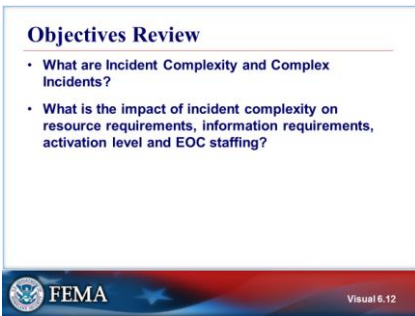 Objectives Review
• What are Incident Complexity and Complex
Incidents?
• What is the impact of incident complexity on
resource requirements, information requirements,
activation level and EOC staffing?
FEMA
Visual 6.12